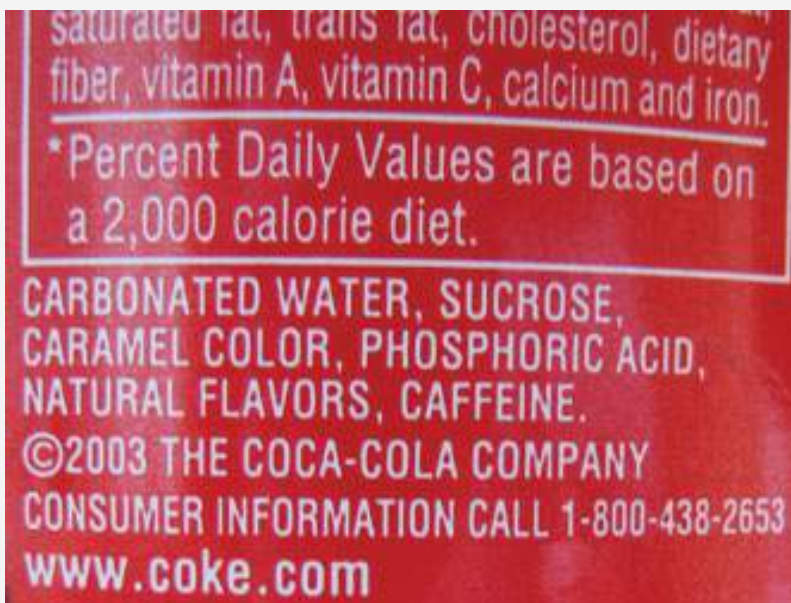 saturated fat, trans fat, cholesterol, dietary
fiber, vitamin A, vitamin C, calcium and iron.
*Percent Daily Values are based on
a 2,000 calorie diet.
CARBONATED WATER, SUCROSE,
CARAMEL COLOR, PHOSPHORIC ACID,
NATURAL FLAVORS, CAFFEINE.
©2003 THE COCA-COLA COMPANY
CONSUMER INFORMATION CALL 1-800-438-2653
www.coke.com